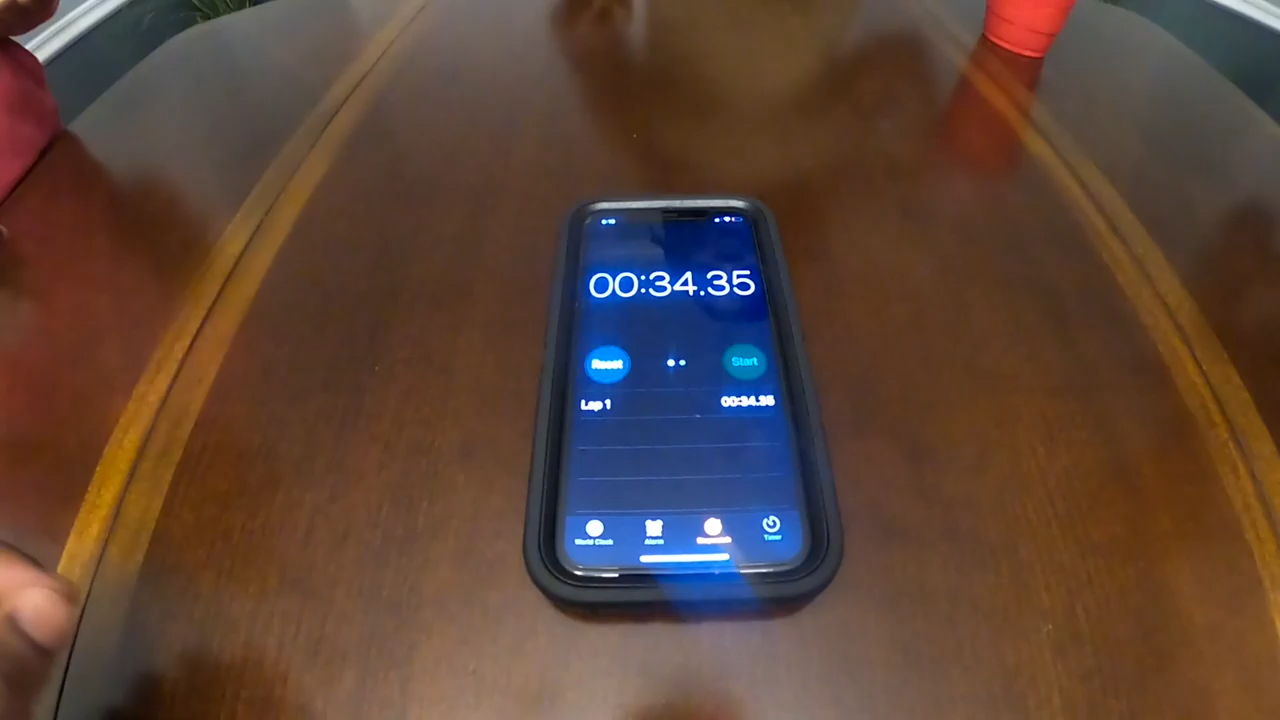 00:34.35
Reset Start
Lap 1 00:34.35
World Clock Alarm Stopwatch Timer